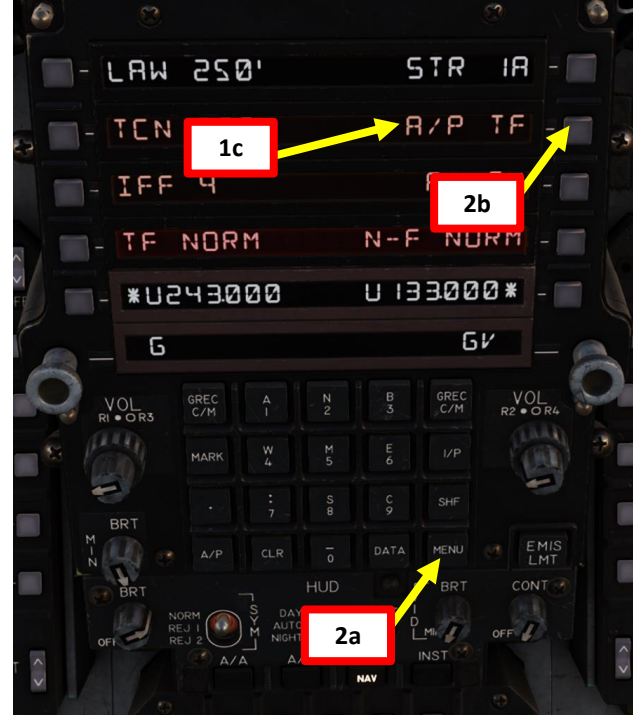 LAW 250' STR 1A
TCN A/P TF
1c
IFF 4
2b
TF NORM N-F NORM
*U243.000 U133.000*
G GV
VOL
R1 ● O R3
GREC C/M
A 1
N 2
B 3
GREC C/M
VOL
R2 ● O R4
MARK
W 4
M 5
E 6
I/P
.
: 7
S 8
C 9
SHF
BRT
MIN
A/P
CLR
— 0
DATA
MENU
EMIS LMT
BRT
OFF
HUD
NORM
REJ 1
REJ 2
SYM
DAY
AUTO
NIGHT
2a
BRT
CONT
OFF
A/A
NAV
INST